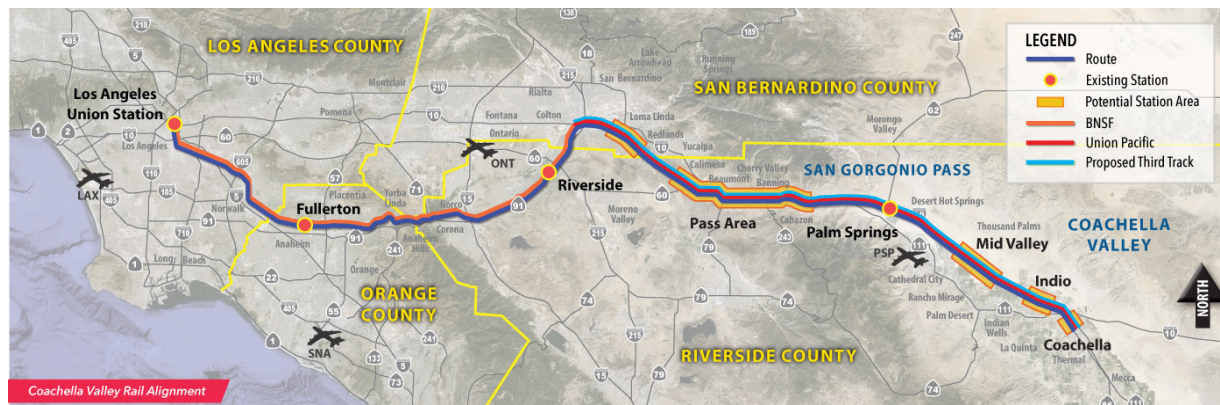 LOS ANGELES COUNTY
Los Angeles
Union Station
Los Angeles
LAX
605
Norwalk
Long Beach
Fullerton
Placentia
Anaheim
Yorba
Linda
Anaheim
Hills
Orange
ORANGE
COUNTY
SNA
Montclair
Pomona
Ontario
ONT
Fontana
Rialto
Colton
Norco
Corona
Riverside
Moreno
Valley
San Bernardino
Lake
Arrowhead
Running
Springs
SAN BERNARDINO COUNTY
Loma Linda
Redlands
Yucaipa
Calimesa
Beaumont
Cherry Valley
Banning
Cabazon
Pass Area
SAN GORGONIO PASS
Morongo
Valley
Desert Hot Springs
Palm Springs
PSP
Cathedral City
Rancho Mirage
Palm Desert
Thousand Palms
Mid Valley
Indian
Wells
La Quinta
Indio
Coachella
Thermal
Mecca
COACHELLA
VALLEY
RIVERSIDE COUNTY
LEGEND
Route
Existing Station
Potential Station Area
BNSF
Union Pacific
Proposed Third Track
NORTH
Coachella Valley Rail Alignment